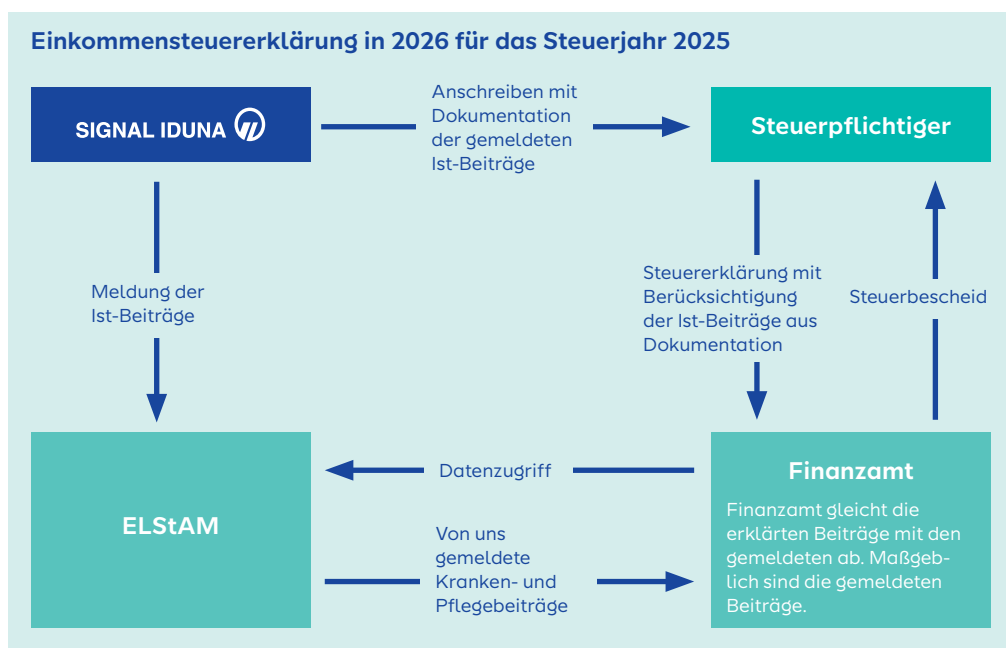 Einkommensteuererklärung in 2026 für das Steuerjahr 2025
SIGNAL IDUNA
Anschreiben mit
Dokumentation
der gemeldeten
Ist-Beiträge
Steuerpflichtiger
Meldung der
Ist-Beiträge
Steuererklärung mit
Berücksichtigung
der Ist-Beiträge aus
Dokumentation
Steuerbescheid
ELStAM
Datenzugriff
Von uns
gemeldete
Kranken- und
Pflegebeiträge
Finanzamt
Finanzamt gleicht die
erklärten Beiträge mit den
gemeldeten ab. Maßgeb-
lich sind die gemeldeten
Beiträge.